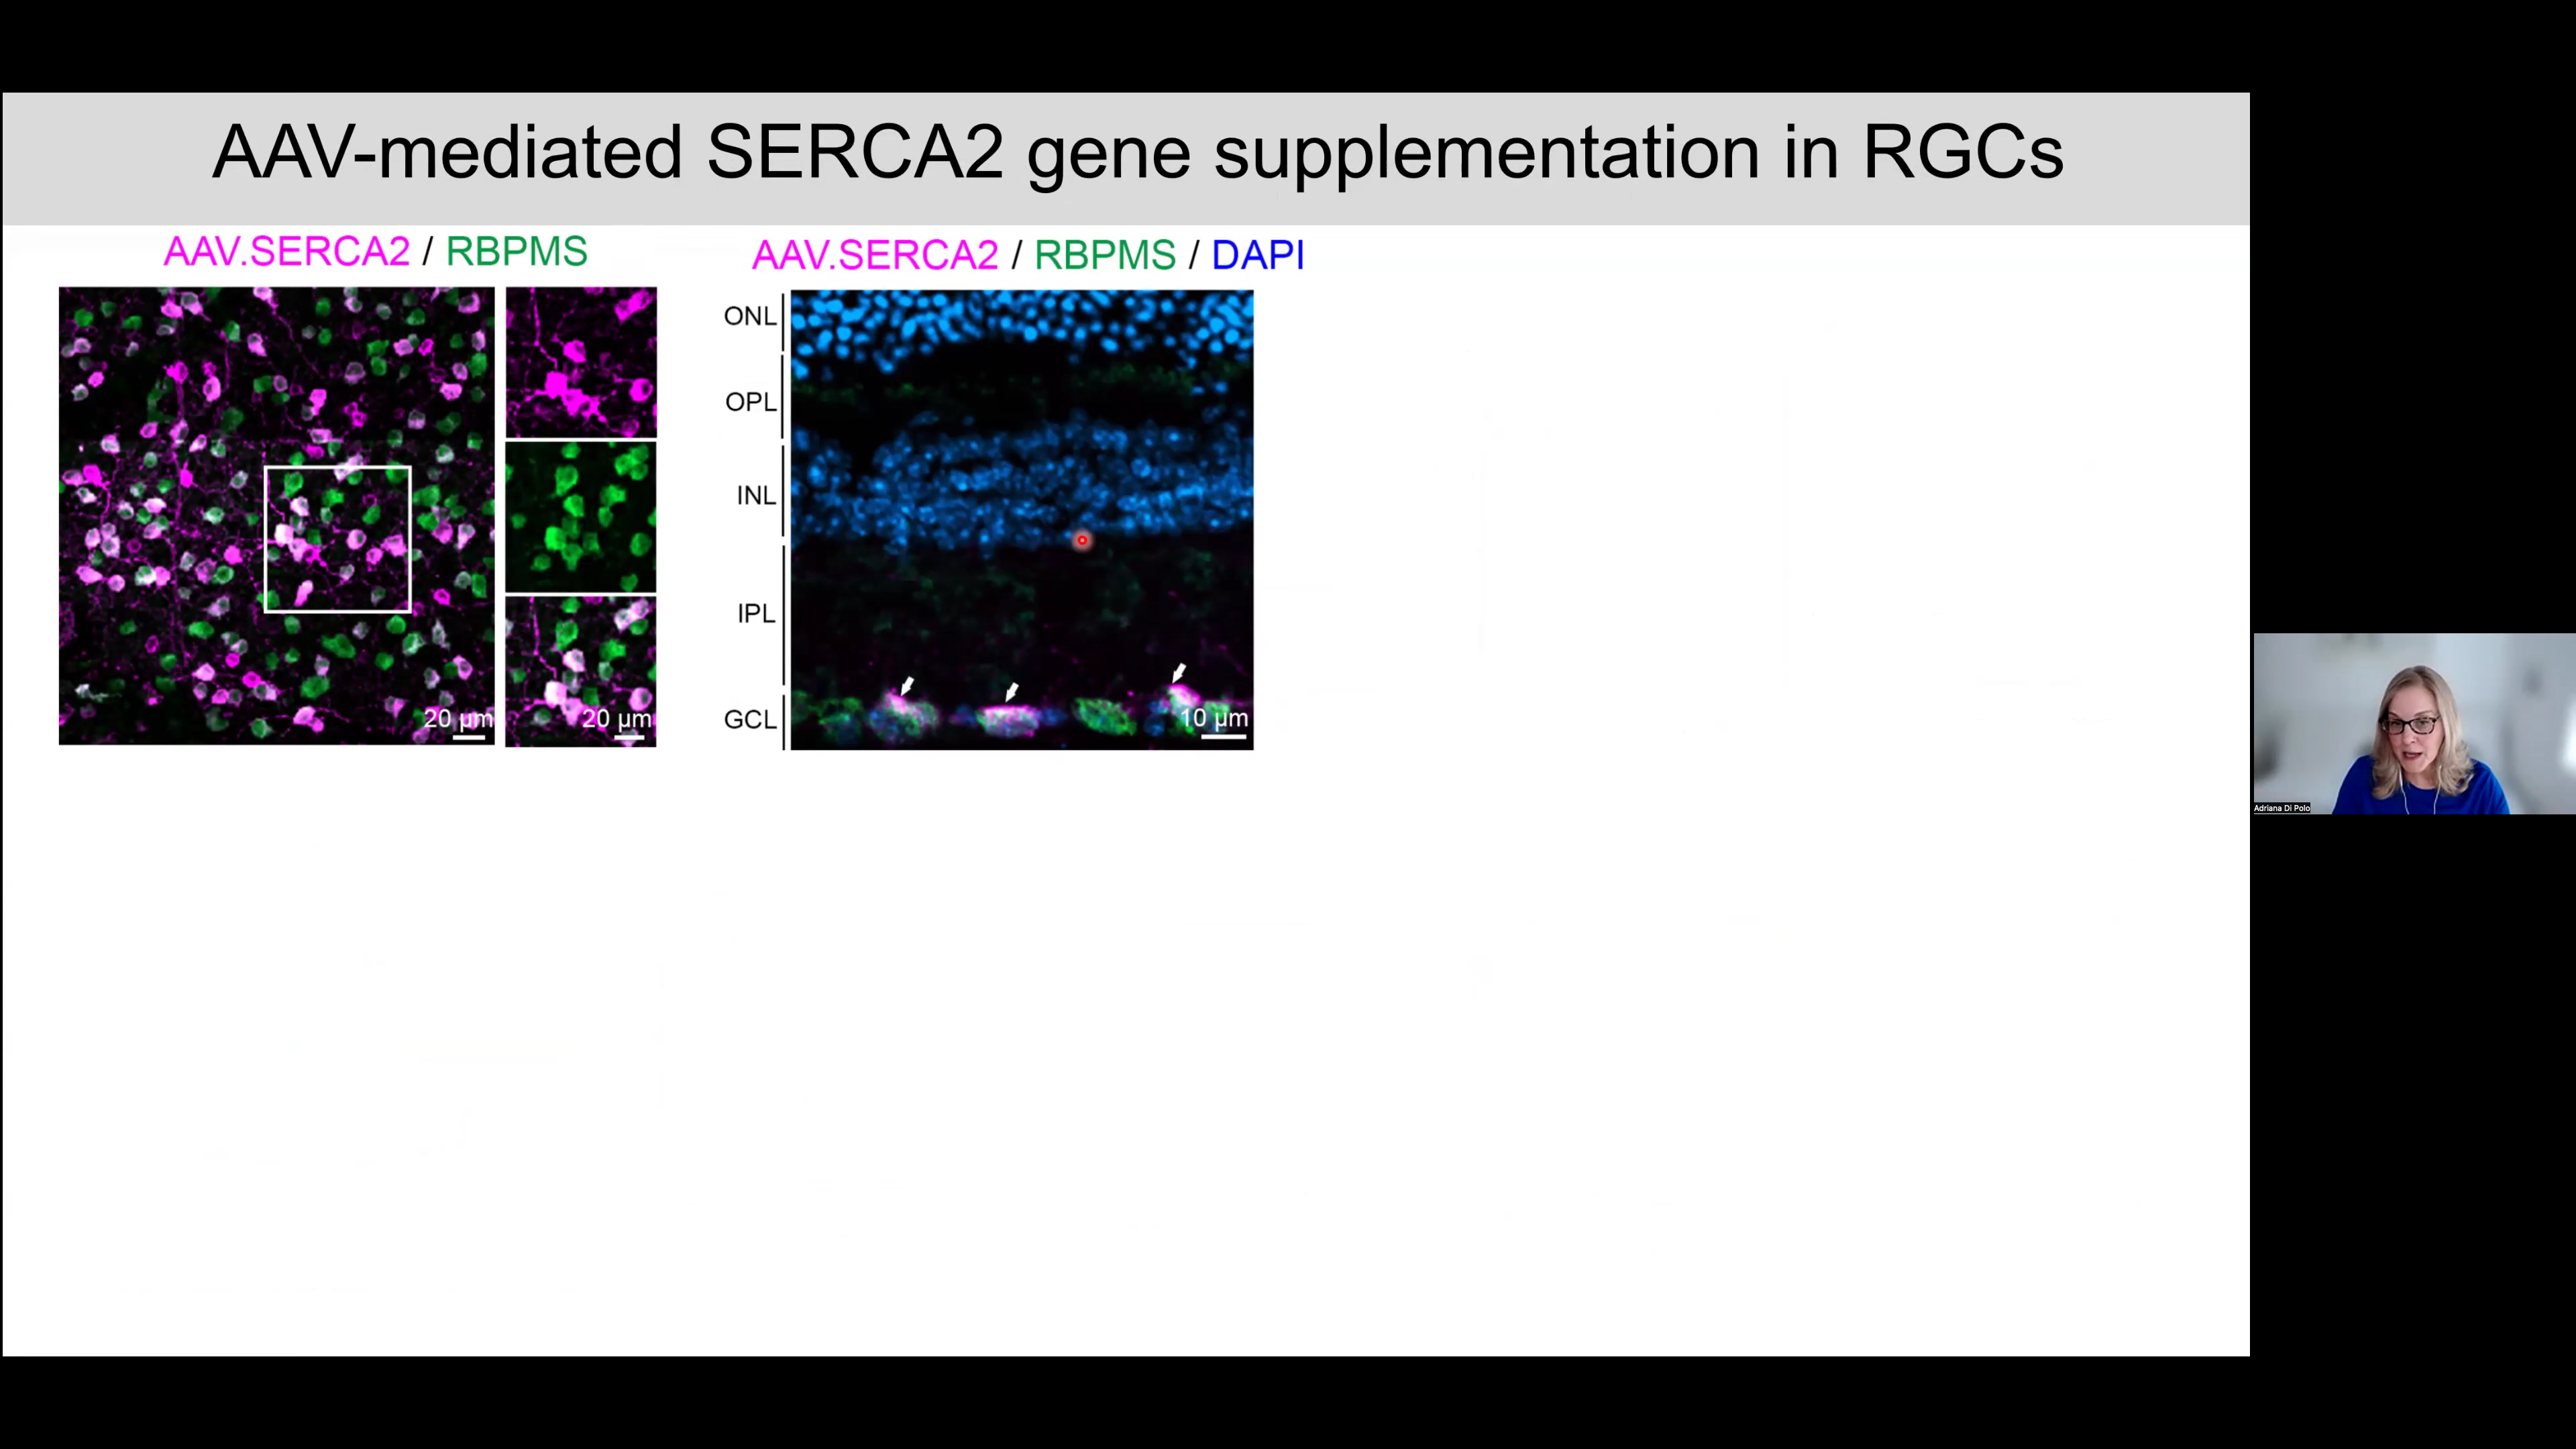 AAV-mediated SERCA2 gene supplementation in RGCs
AAV.SERCA2 / RBPMS
20 µm
20 µm
AAV.SERCA2 / RBPMS / DAPI
ONL
OPL
INL
IPL
GCL
10 µm
Adriana Di Polo